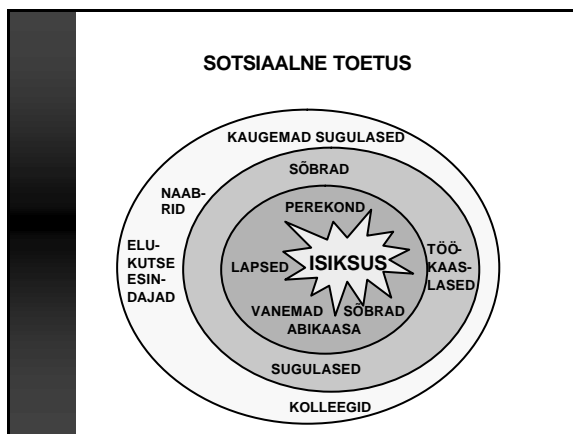 SOTSIAALNE TOETUS
KAUGEMAD SUGULASED
SÕBRAD
NAAB-
RID
PEREKOND
ELU-
KUTSE
ESIN-
DAJAD
LAPSED
ISIKSUS
TÖÖ-
KAAS-
LASED
VANEMAD SÕBRAD
ABIKAASA
SUGULASED
KOLLEEGID